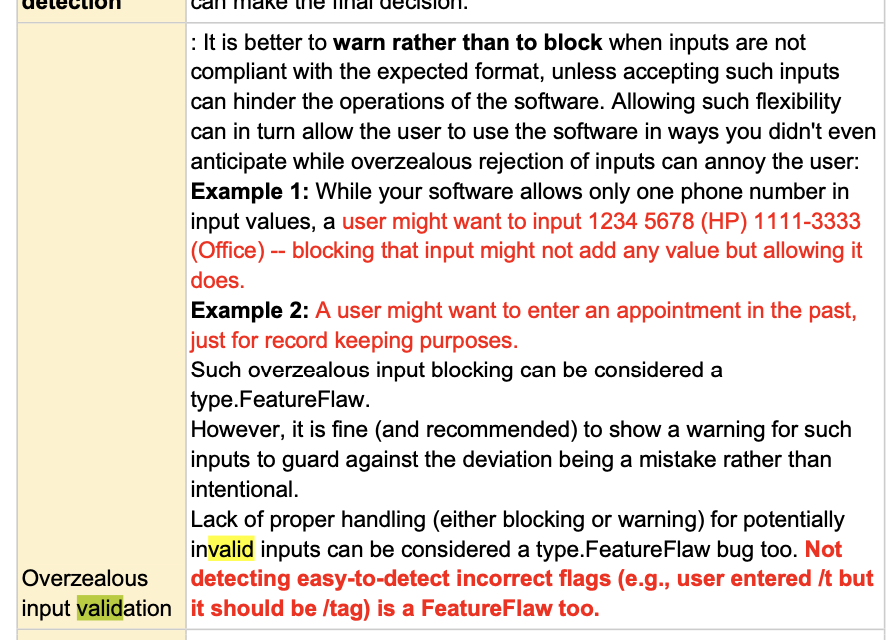 detection
can make the final decision.
: It is better to warn rather than to block when inputs are not
compliant with the expected format, unless accepting such inputs
can hinder the operations of the software. Allowing such flexibility
can in turn allow the user to use the software in ways you didn't even
anticipate while overzealous rejection of inputs can annoy the user:
Example 1: While your software allows only one phone number in
input values, a user might want to input 1234 5678 (HP) 1111-3333
(Office) -- blocking that input might not add any value but allowing it
does.
Example 2: A user might want to enter an appointment in the past,
just for record keeping purposes.
Such overzealous input blocking can be considered a
type.FeatureFlaw.
However, it is fine (and recommended) to show a warning for such
inputs to guard against the deviation being a mistake rather than
intentional.
Lack of proper handling (either blocking or warning) for potentially
invalid inputs can be considered a type.FeatureFlaw bug too. Not
detecting easy-to-detect incorrect flags (e.g., user entered /t but
it should be /tag) is a FeatureFlaw too.
Overzealous
input validation